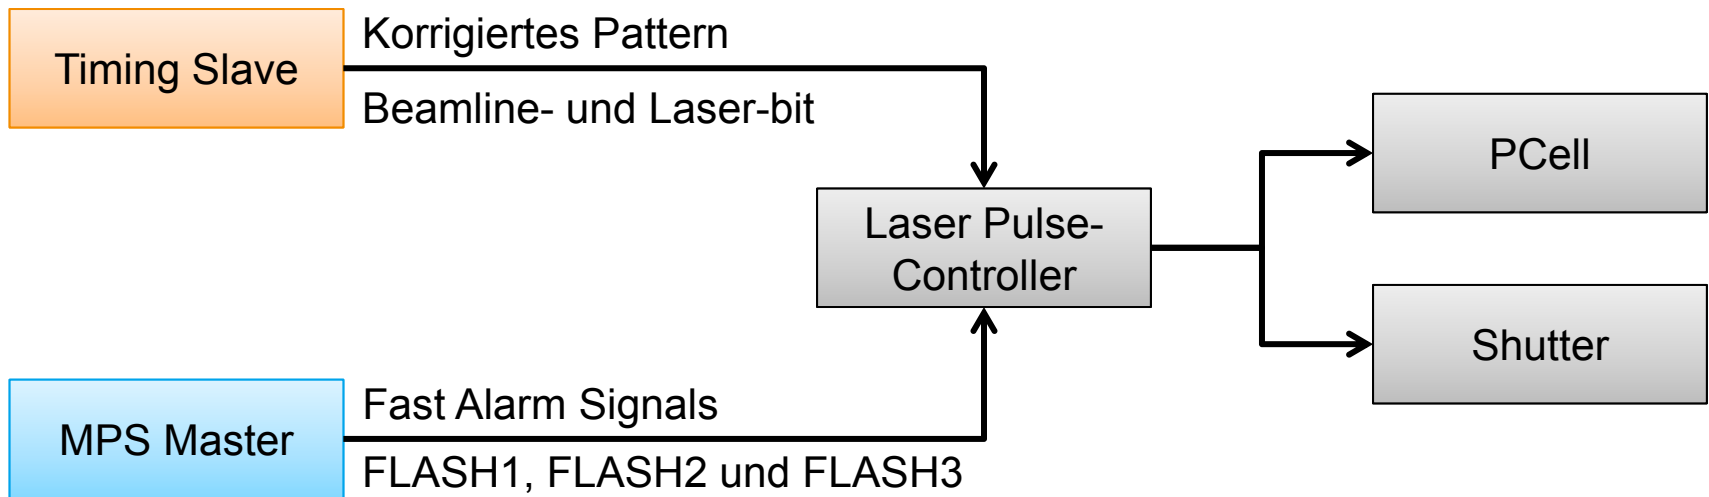 Korrigiertes Pattern
Timing Slave
Beamline- und Laser-bit
PCell
Laser Pulse-
Controller
Shutter
Fast Alarm Signals
MPS Master
FLASH1, FLASH2 und FLASH3